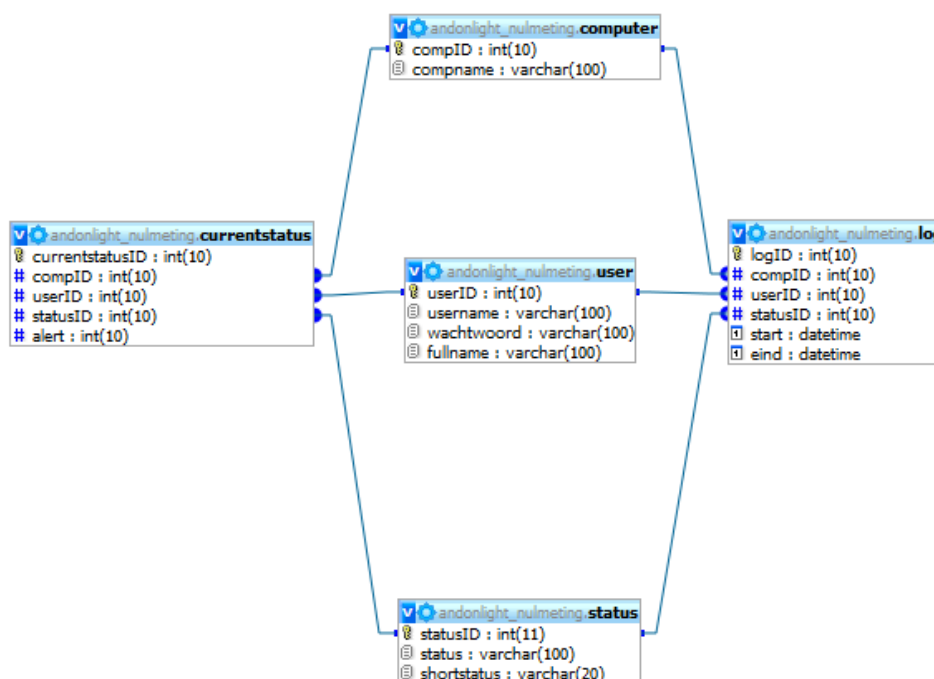 andonlight_nulmeting.computer
compID : int(10)
compname : varchar(100)
andonlight_nulmeting.currentstatus
currentstatusID : int(10)
compID : int(10)
userID : int(10)
statusID : int(10)
alert : int(10)
andonlight_nulmeting.user
userID : int(10)
username : varchar(100)
wachtwoord : varchar(100)
fullname : varchar(100)
andonlight_nulmeting.lo
logID : int(10)
compID : int(10)
userID : int(10)
statusID : int(10)
start : datetime
eind : datetime
andonlight_nulmeting.status
statusID : int(11)
status : varchar(100)
shortstatus : varchar(20)